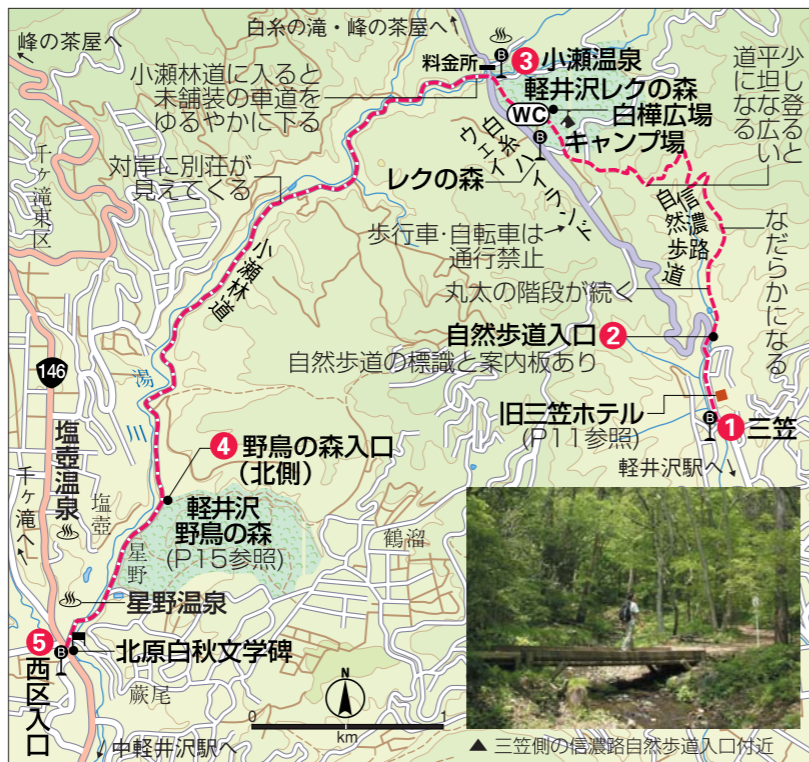 白糸の滝・峰の茶屋へ
峰の茶屋へ
料金所
B
3 小瀬温泉
小瀬林道に入ると
未舗装の車道を
ゆるやかに下る
軽井沢レクの森
WC
白樺広場
キャンプ場
少し登ると
平坦な広い
道になる
B
レクの森
白糸ハイランド
ウェイ
対岸に別荘が
見えてくる
千ヶ滝東区
歩行車・自転車は
通行禁止
信濃路
自然歩道
なだらかになる
小瀬林道
丸太の階段が続く
自然歩道入口 2
自然歩道の標識と案内板あり
146
湯川
旧三笠ホテル
(P11参照)
B
1 三笠
軽井沢駅へ
塩壺温泉
4 野鳥の森入口
(北側)
千ヶ滝へ
塩壺
軽井沢
野鳥の森
(P15参照)
鶴溜
星野
星野温泉
5
B
西区入口
北原白秋文学碑
蕨尾
中軽井沢駅へ
N
0 1
km
▲ 三笠側の信濃路自然歩道入口付近